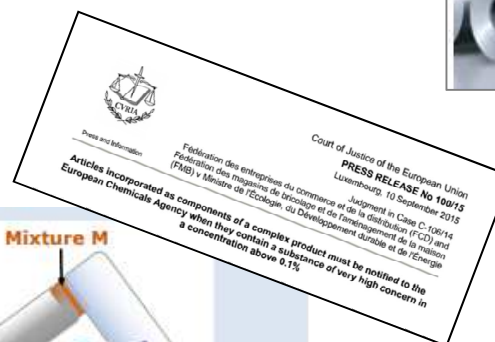 CVRIA
Press and Information
Court of Justice of the European Union
PRESS RELEASE No 100/15
Luxembourg, 10 September 2015
Judgment in Case C-106/14
Fédération des entreprises du commerce et de la distribution (FCD) and
Fédération des magasins de bricolage et de l'aménagement de la maison
(FMB) v Ministre de l'Écologie, du Développement durable et de l'Énergie
Articles incorporated as components of a complex product must be notified to the
European Chemicals Agency when they contain a substance of very high concern in
a concentration above 0.1%
Mixture M